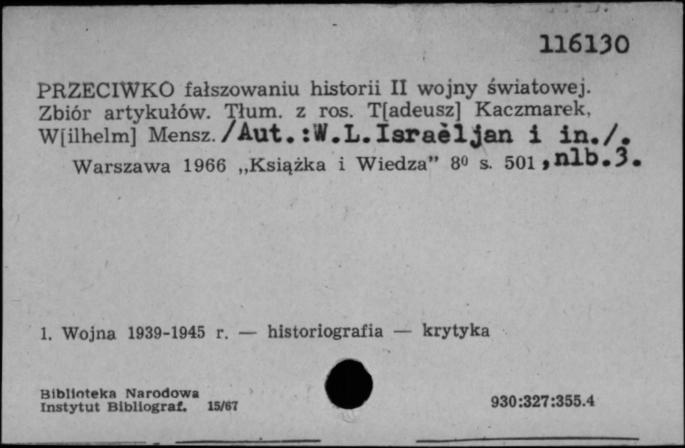 116130
PRZECIWKO fałszowaniu historii II wojny światowej.
Zbiór artykułów. Tłum. z ros. T[adeusz] Kaczmarek,
W[ilhelm] Mensz. /Aut.:W.L.Israèljan i in./.
Warszawa 1966 „Książka i Wiedza” 8⁰ s. 501, nlb.3.
1. Wojna 1939-1945 r. — historiografia — krytyka
Biblioteka Narodowa
Instytut Bibliograf. 15/67
930:327:355.4